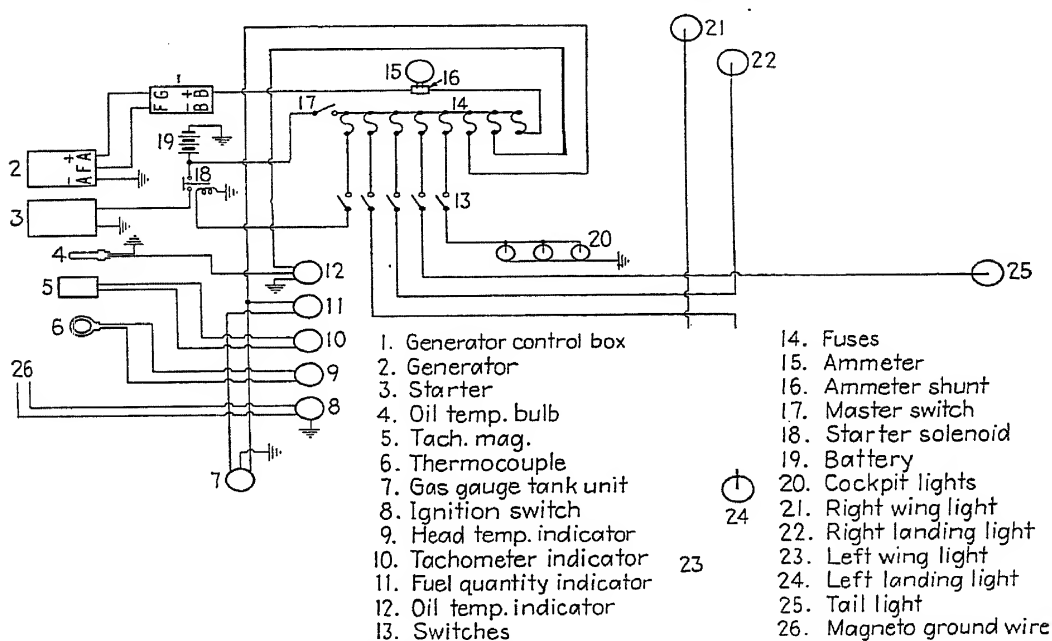 21
22
1
15
16
F G + B
- B
17
14
19
2
+ A
F
- A
18
3
13
4
20
12
25
5
11
6
10
26
9
8
7
1. Generator control box
2. Generator
3. Starter
4. Oil temp. bulb
5. Tach. mag.
6. Thermocouple
7. Gas gauge tank unit
8. Ignition switch
9. Head temp. indicator
10. Tachometer indicator
11. Fuel quantity indicator
12. Oil temp. indicator
13. Switches
23
24
14. Fuses
15. Ammeter
16. Ammeter shunt
17. Master switch
18. Starter solenoid
19. Battery
20. Cockpit lights
21. Right wing light
22. Right landing light
23. Left wing light
24. Left landing light
25. Tail light
26. Magneto ground wire